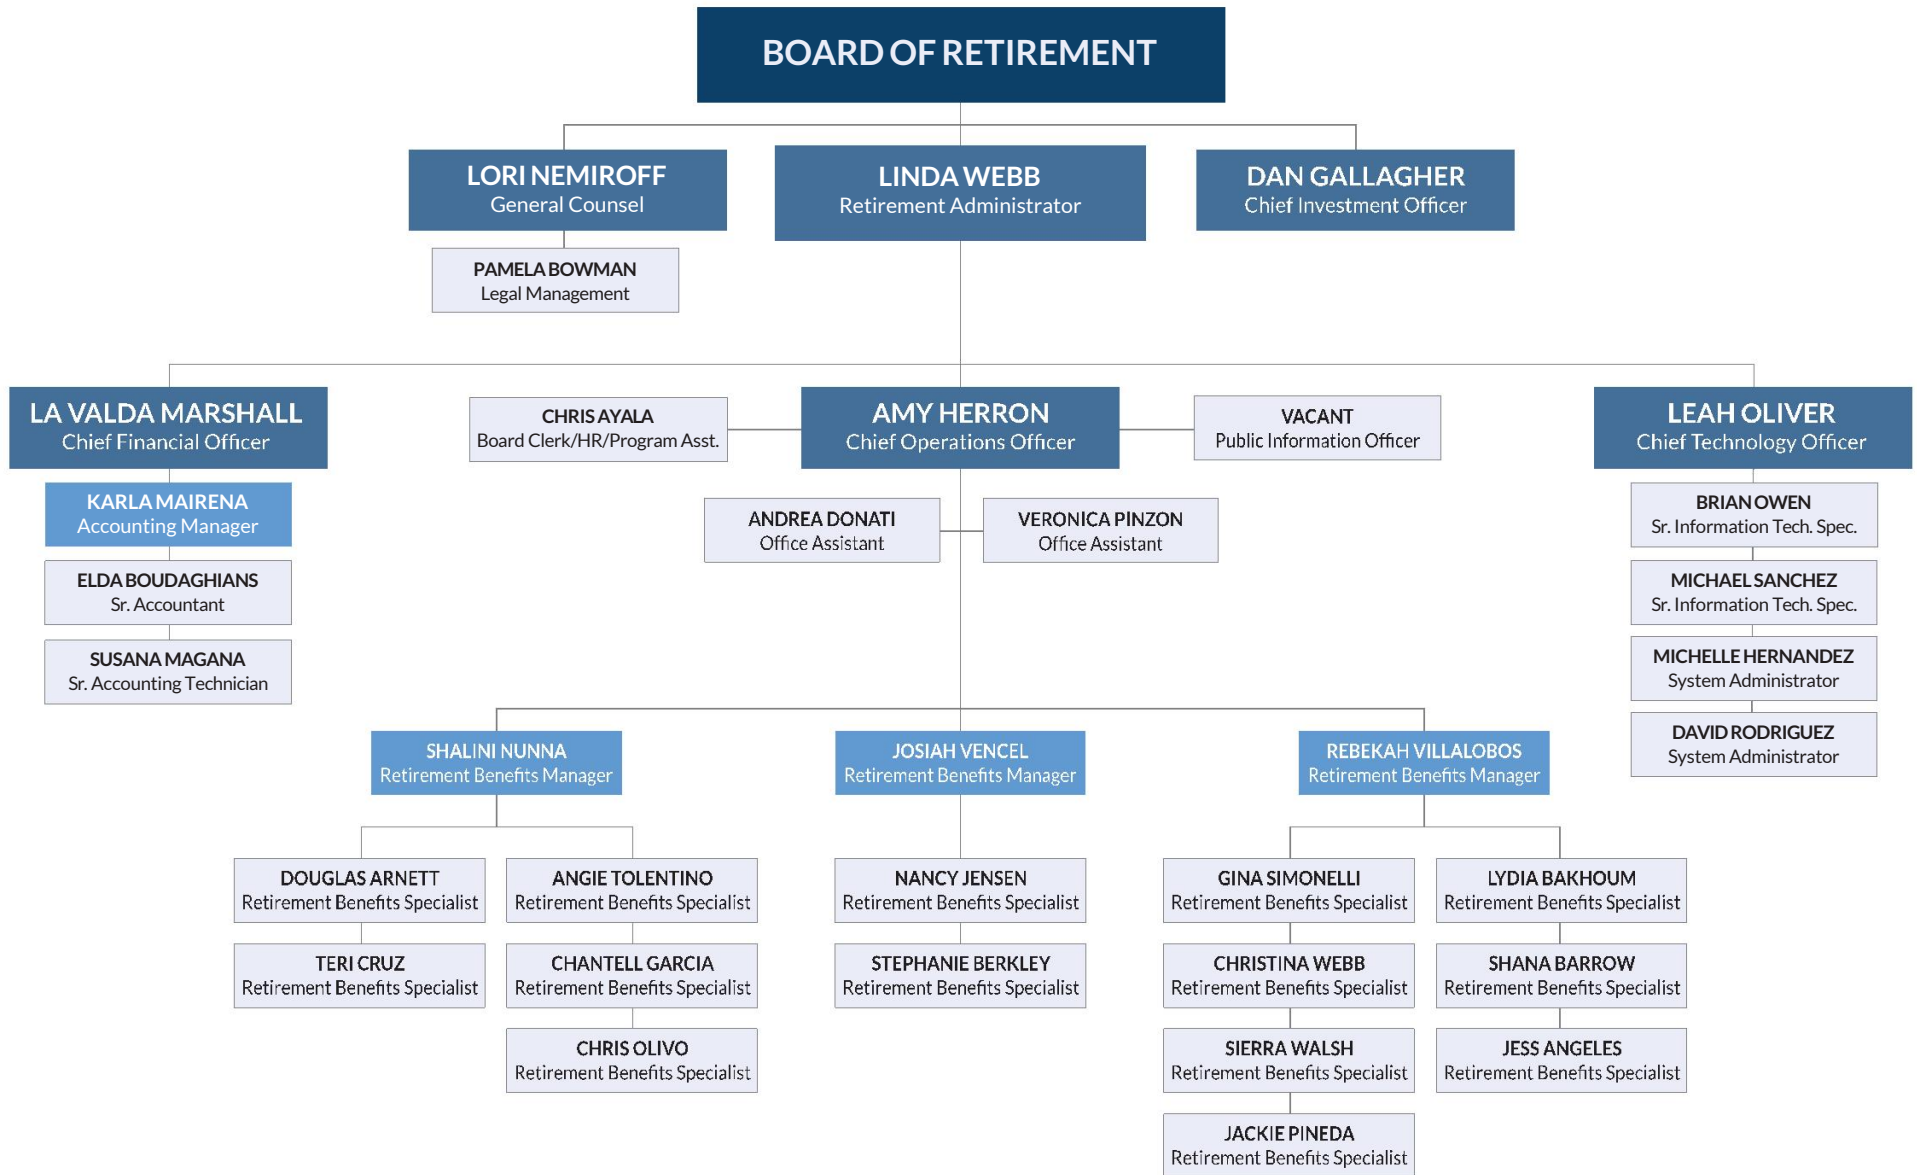 BOARD OF RETIREMENT
LORI NEMIROFF
General Counsel
LINDA WEBB
Retirement Administrator
DAN GALLAGHER
Chief Investment Officer
PAMELA BOWMAN
Legal Management
LA VALDA MARSHALL
Chief Financial Officer
CHRIS AYALA
Board Clerk/HR/Program Asst.
AMY HERRON
Chief Operations Officer
VACANT
Public Information Officer
LEAH OLIVER
Chief Technology Officer
KARLA MAIRENA
Accounting Manager
ELDA BOUDAGHIANS
Sr. Accountant
SUSANA MAGANA
Sr. Accounting Technician
ANDREA DONATI
Office Assistant
VERONICA PINZON
Office Assistant
BRIAN OWEN
Sr. Information Tech. Spec.
MICHAEL SANCHEZ
Sr. Information Tech. Spec.
MICHELLE HERNANDEZ
System Administrator
DAVID RODRIGUEZ
System Administrator
SHALINI NUNNA
Retirement Benefits Manager
JOSIAH VENCEL
Retirement Benefits Manager
REBEKAH VILLALOBOS
Retirement Benefits Manager
DOUGLAS ARNETT
Retirement Benefits Specialist
TERI CRUZ
Retirement Benefits Specialist
ANGIE TOLENTINO
Retirement Benefits Specialist
CHANTELL GARCIA
Retirement Benefits Specialist
CHRIS OLIVO
Retirement Benefits Specialist
NANCY JENSEN
Retirement Benefits Specialist
STEPHANIE BERKLEY
Retirement Benefits Specialist
GINA SIMONELLI
Retirement Benefits Specialist
CHRISTINA WEBB
Retirement Benefits Specialist
SIERRA WALSH
Retirement Benefits Specialist
JACKIE PINEDA
Retirement Benefits Specialist
LYDIA BAKHOUM
Retirement Benefits Specialist
SHANA BARROW
Retirement Benefits Specialist
JESS ANGELES
Retirement Benefits Specialist